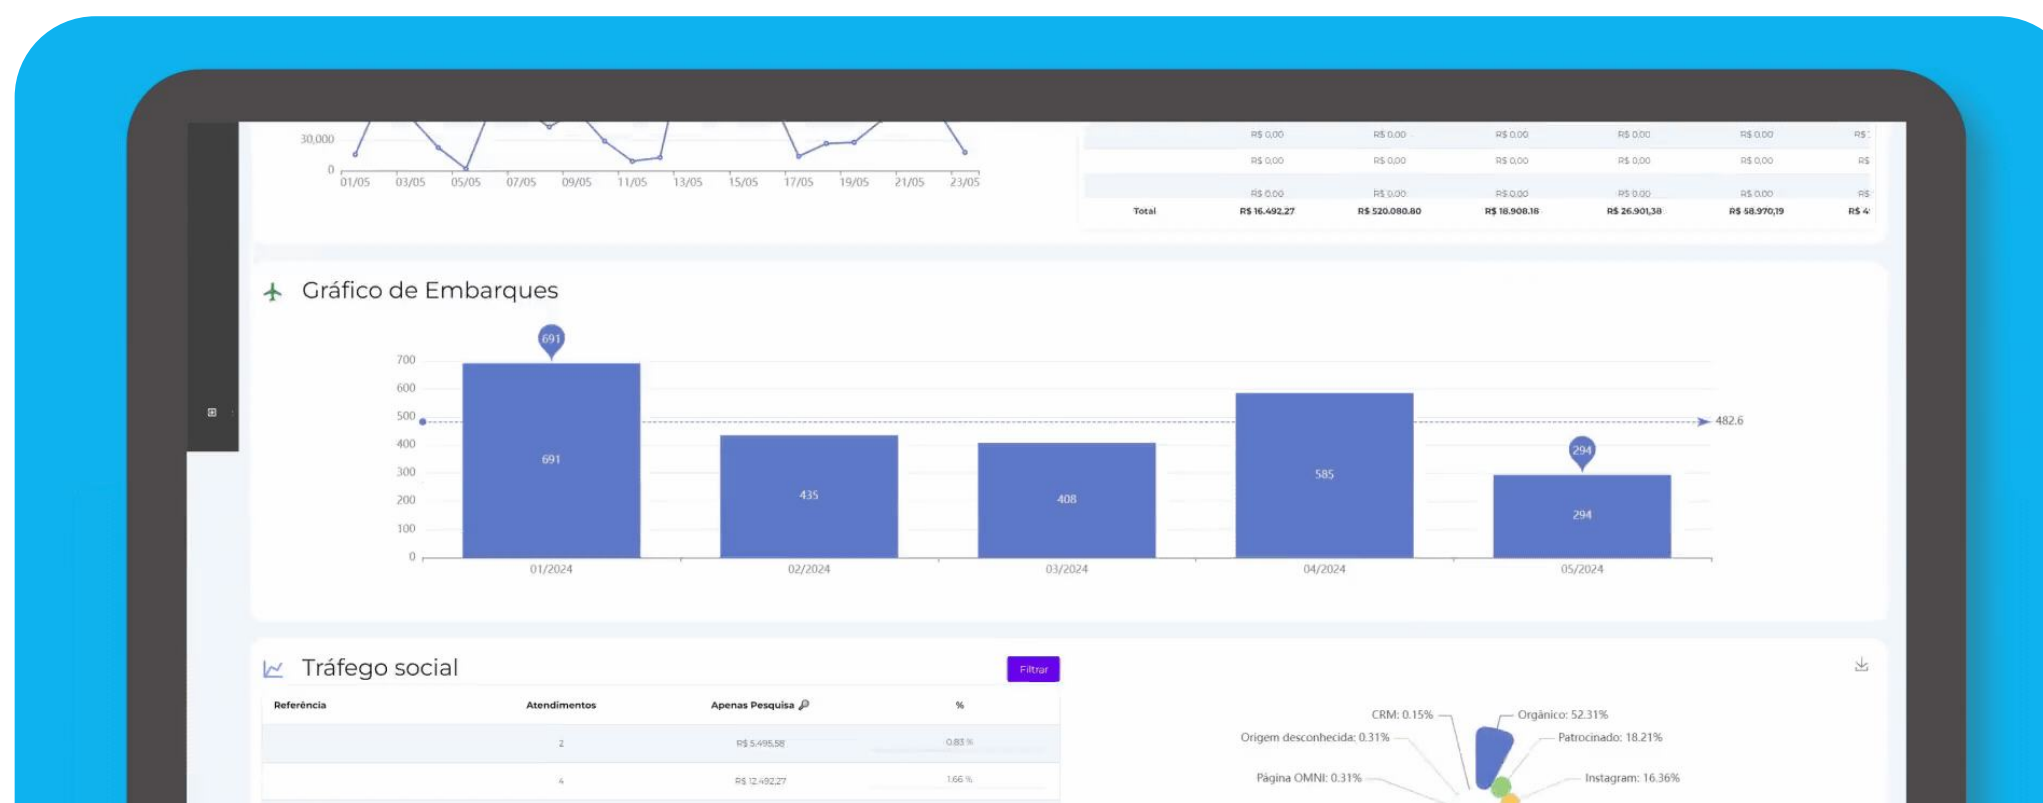 30,000
0
01/05 03/05 05/05 07/05 09/05 11/05 13/05 15/05 17/05 19/05 21/05 23/05
R$ 0,00 R$ 0,00 R$ 0,00 R$ 0,00 R$ 0,00 R$
R$ 0,00 R$ 0,00 R$ 0,00 R$ 0,00 R$ 0,00 R$
R$ 0,00 R$ 0,00 R$ 0,00 R$ 0,00 R$ 0,00 R$
Total R$ 16.492,27 R$ 520.080,80 R$ 18.908,18 R$ 26.901,38 R$ 58.970,19 R$ 4
Gráfico de Embarques
691
700
600
500
482.6
400
294
300
200
100
0
691
435
408
585
294
01/2024 02/2024 03/2024 04/2024 05/2024
Tráfego social
Filtrar
Referência Atendimentos Apenas Pesquisa %
2 R$ 5.495,58 0.83 %
4 R$ 12.492,27 1.66 %
CRM: 0.15%
Orgânico: 52.31%
Origem desconhecida: 0.31%
Patrocinado: 18.21%
Página OMNI: 0.31%
Instagram: 16.36%